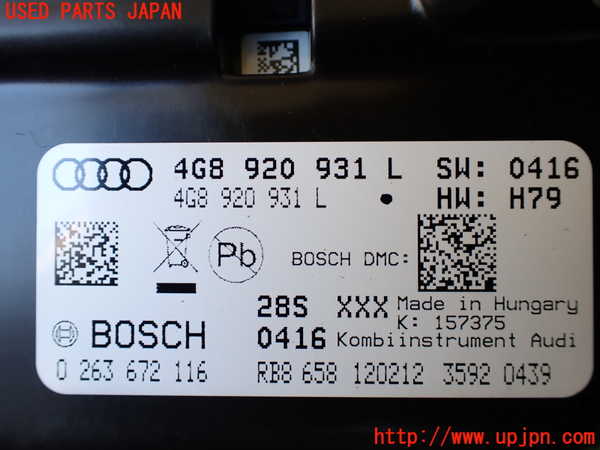 USED PARTS JAPAN
4G8 920 931 L SW: 0416
4G8 920 931 L HW: H79
Pb BOSCH DMC:
28S XXX Made in Hungary
K: 157375
BOSCH 0416 Kombiinstrument Audi
0 263 672 116 RB8 658 120212 3592 0439
http://www.upjpn.com